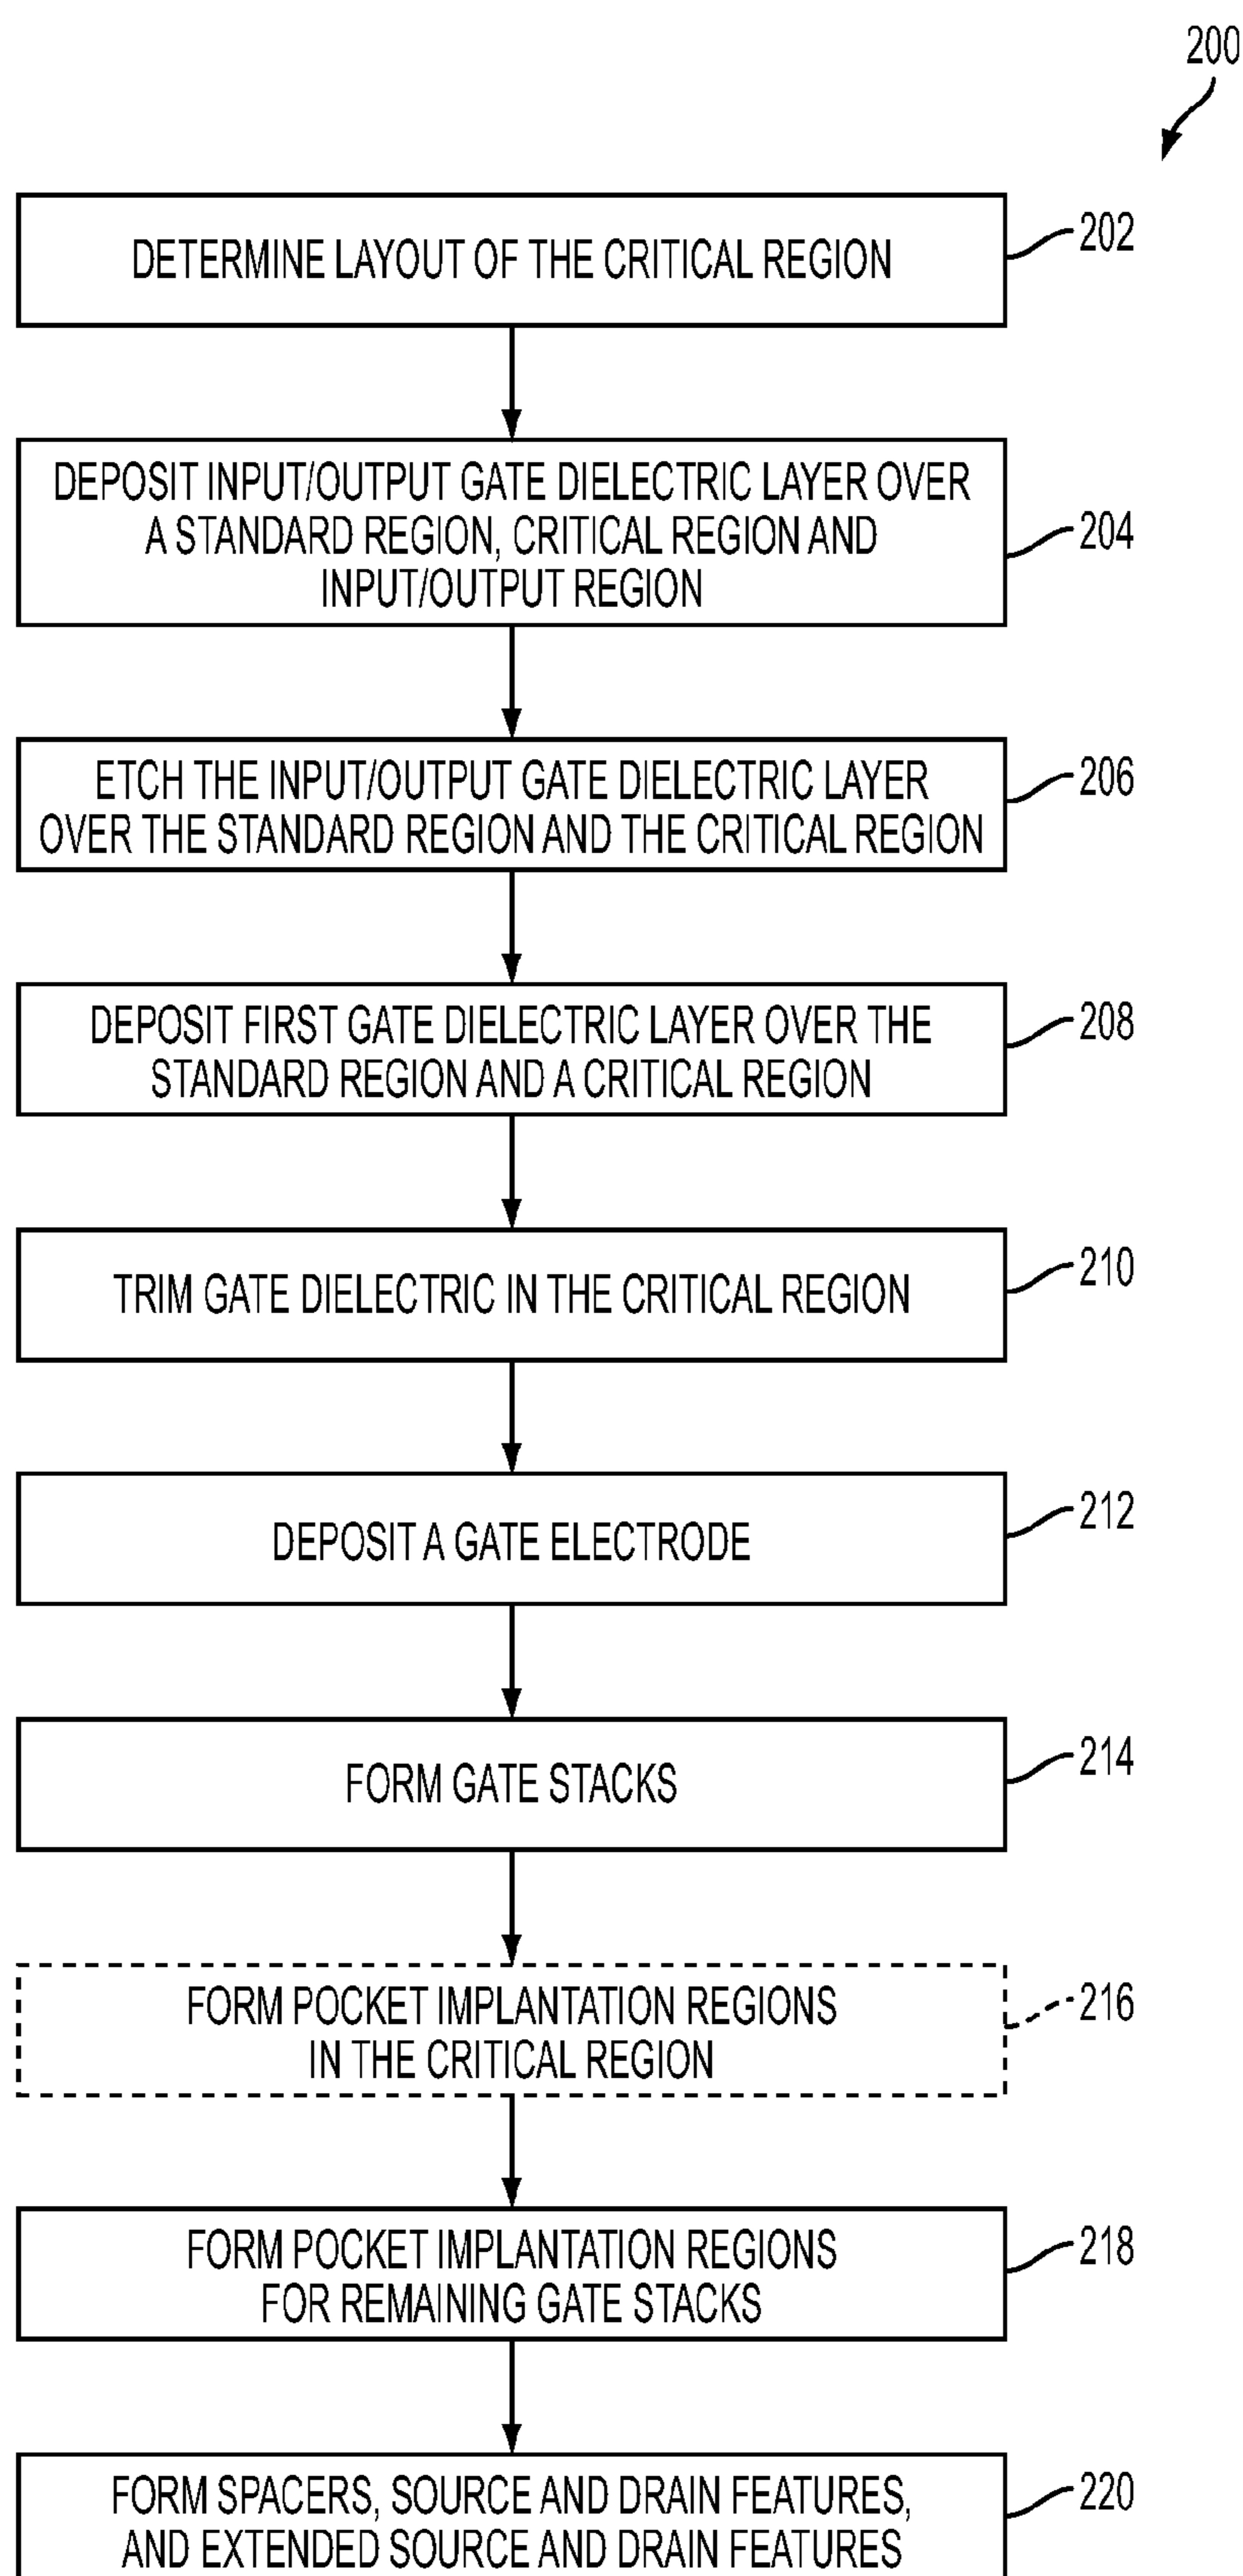 200
DETERMINE LAYOUT OF THE CRITICAL REGION
202
DEPOSIT INPUT/OUTPUT GATE DIELECTRIC LAYER OVER
A STANDARD REGION, CRITICAL REGION AND
INPUT/OUTPUT REGION
204
ETCH THE INPUT/OUTPUT GATE DIELECTRIC LAYER
OVER THE STANDARD REGION AND THE CRITICAL REGION
206
DEPOSIT FIRST GATE DIELECTRIC LAYER OVER THE
STANDARD REGION AND A CRITICAL REGION
208
TRIM GATE DIELECTRIC IN THE CRITICAL REGION
210
DEPOSIT A GATE ELECTRODE
212
FORM GATE STACKS
214
FORM POCKET IMPLANTATION REGIONS
IN THE CRITICAL REGION
216
FORM POCKET IMPLANTATION REGIONS
FOR REMAINING GATE STACKS
218
FORM SPACERS, SOURCE AND DRAIN FEATURES,
AND EXTENDED SOURCE AND DRAIN FEATURES
220